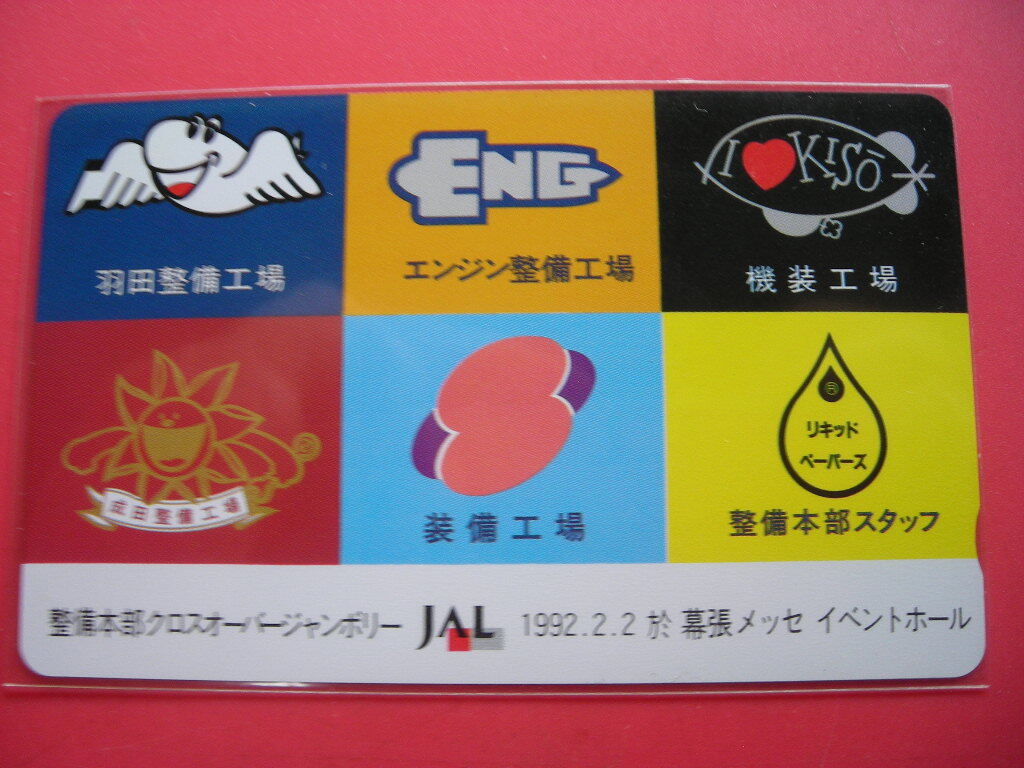 羽田整備工場
ENG
エンジン整備工場
I KISŌ
機装工場
成田整備工場
装備工場
®
リキッド
ペーパーズ
整備本部スタッフ
整備本部クロスオーバージャンボリー JAL 1992.2.2 於 幕張メッセ イベントホール